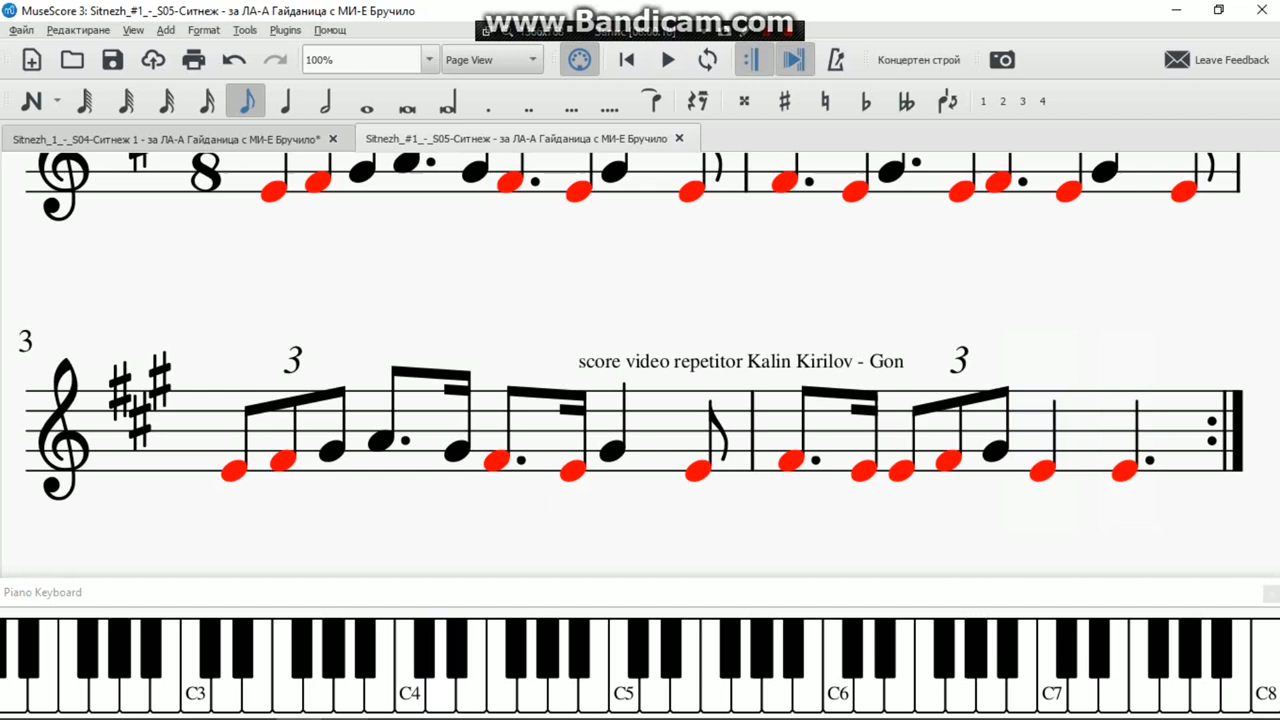 MuseScore 3: Sitnezh_#1_-_S05-Ситнеж - за ЛА-А Гайданица с МИ-Е Бручило
www.Bandicam.com
Файл Редактиране View Add Format Tools Plugins Помощ
100% Page View Концертен строй Leave Feedback
N 1 2 3 4
Sitnezh_1_-_S04-Ситнеж 1 - за ЛА-А Гайданица с МИ-Е Бручило* Sitnezh_#1_-_S05-Ситнеж - за ЛА-А Гайданица с МИ-Е Бручило
8
3
3 score video repetitor Kalin Kirilov - Gon 3
Piano Keyboard
C3 C4 C5 C6 C7 C8